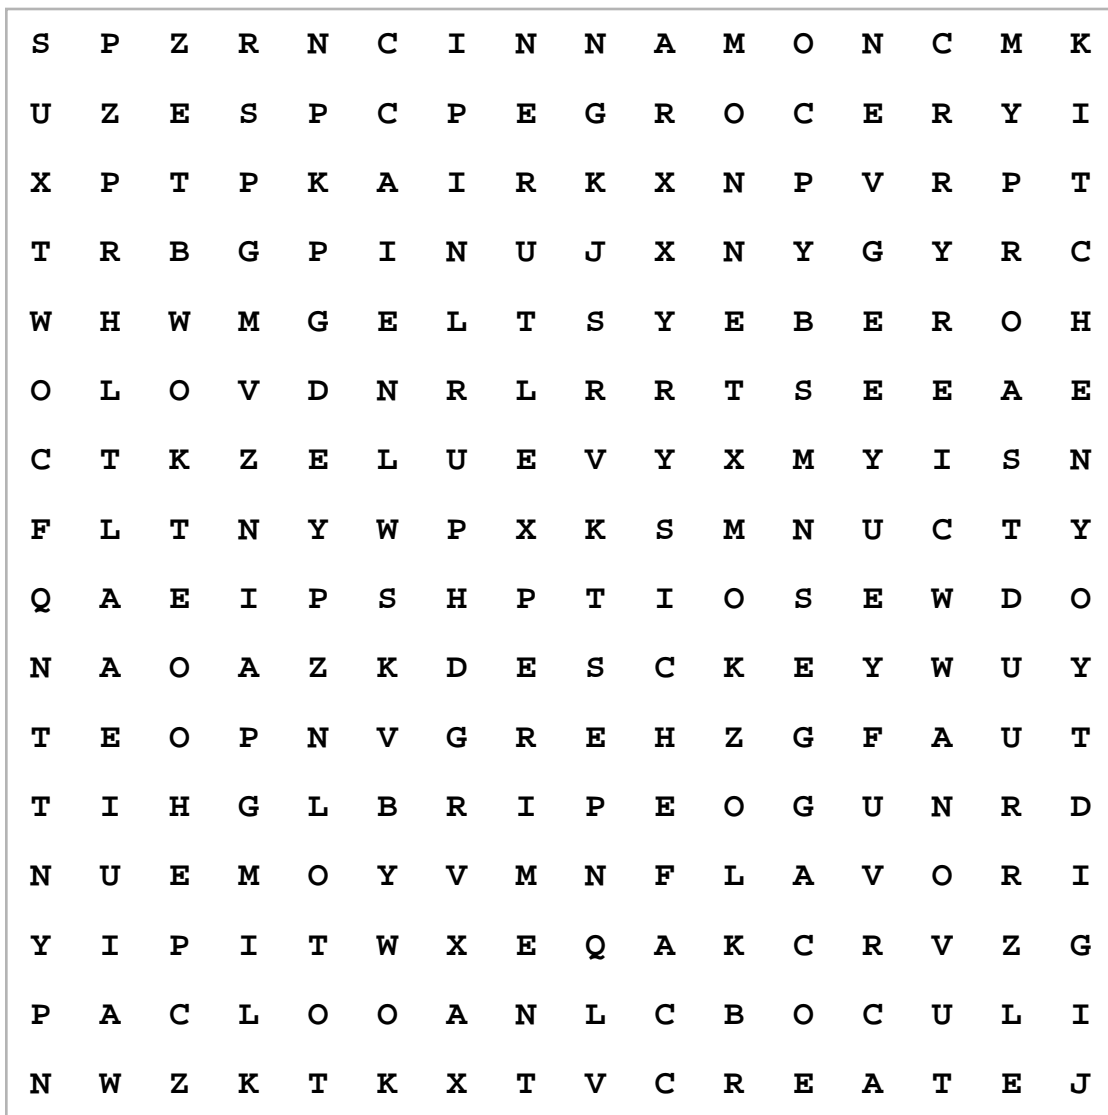 S P Z R N C I N N A M O N C M K
U Z E S P C P E G R O C E R Y I
X P T P K A I R K X N P V R P T
T R B G P I N U J X N Y G Y R C
W H W M G E L T S Y E B E R O H
O L O V D N R L R R T S E E A E
C T K Z E L U E V Y X M Y I S N
F L T N Y W P X K S M N U C T Y
Q A E I P S H P T I O S E W D O
N A O A Z K D E S C K E Y W U Y
T E O P N V G R E H Z G F A U T
T I H G L B R I P E O G U N R D
N U E M O Y V M N F L A V O R I
Y I P I T W X E Q A K C R V Z G
P A C L O O A N L C B O C U L I
N W Z K T K X T V C R E A T E J